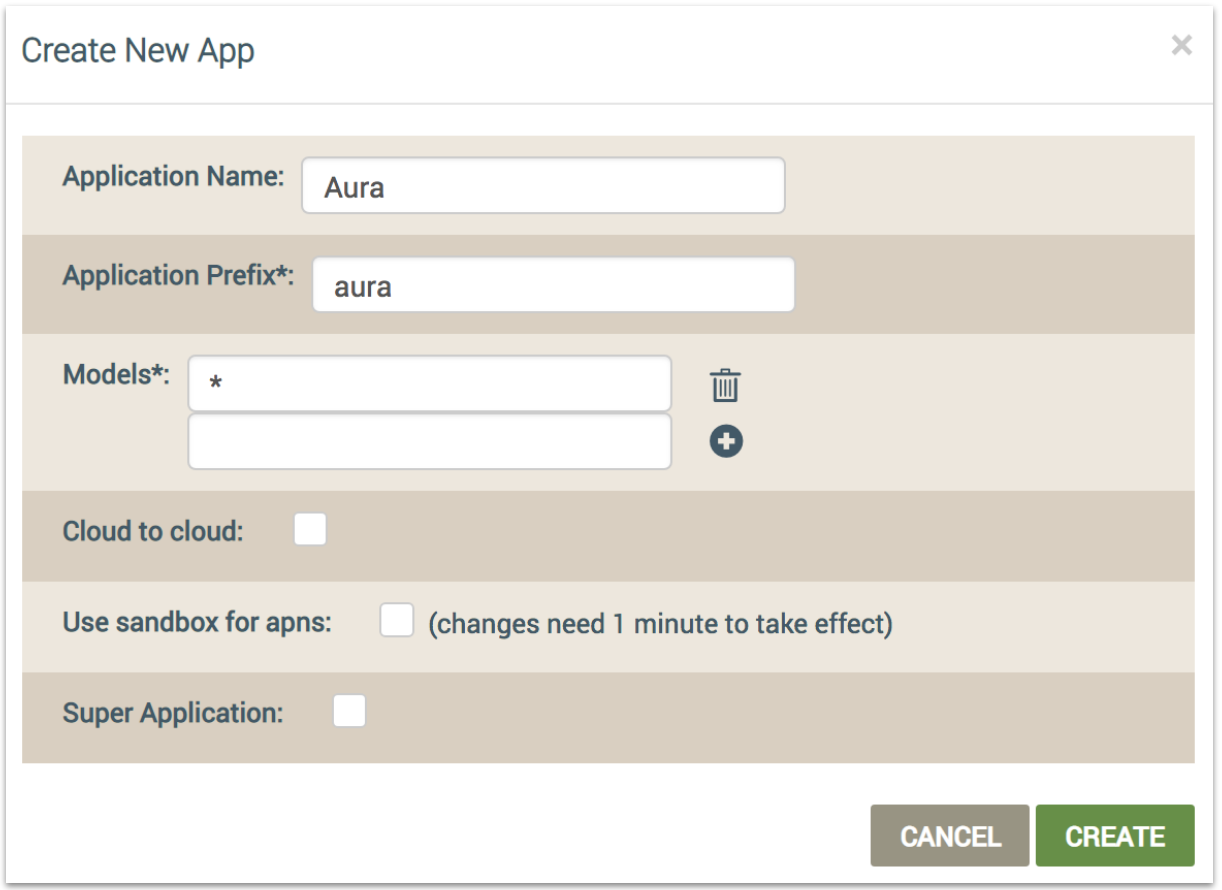 Create New App ×
Application Name: Aura
Application Prefix*: aura
Models*: *
Cloud to cloud:
Use sandbox for apns: (changes need 1 minute to take effect)
Super Application:
CANCEL CREATE